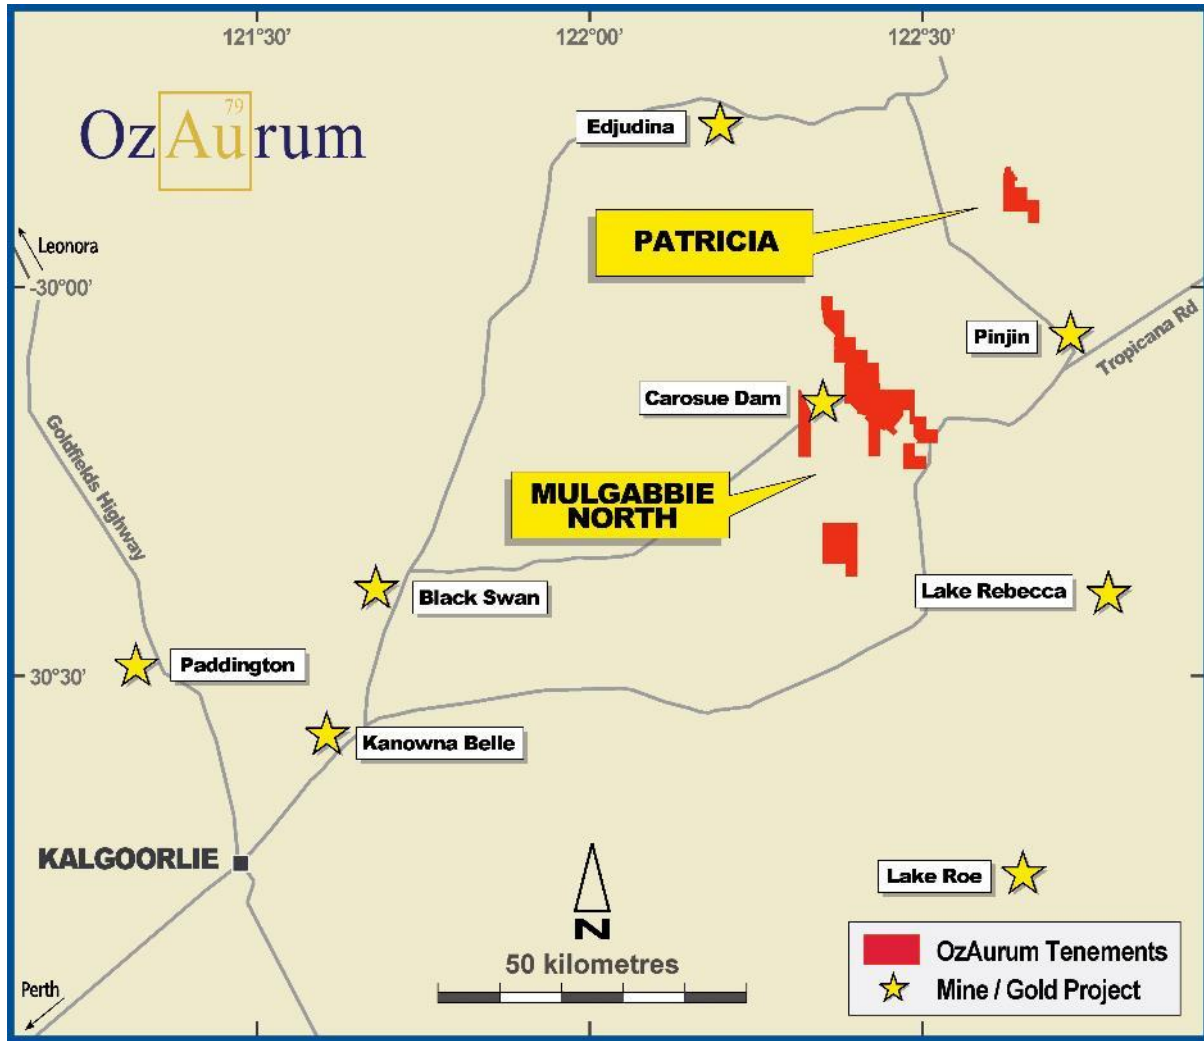 121°30'
122°00'
122°30'
79
OzAurum
Edjudina
PATRICIA
Leonora
-30°00'
Pinjin
Tropicana Rd
Carosue Dam
Goldfields Highway
MULGABBIE
NORTH
Black Swan
Lake Rebecca
Paddington
30°30'
Kanowna Belle
KALGOORLIE
Lake Roe
N
50 kilometres
OzAurum Tenements
Mine / Gold Project
Perth